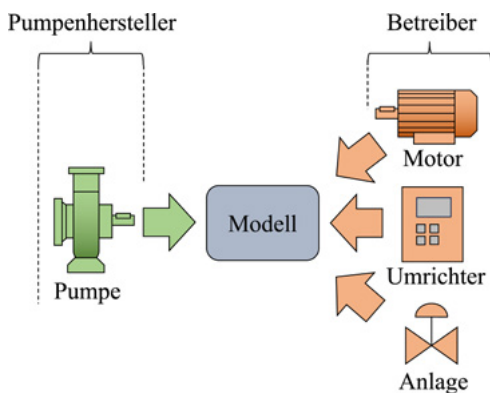 Pumpenhersteller
Betreiber
Motor
Modell
Umrichter
Pumpe
Anlage